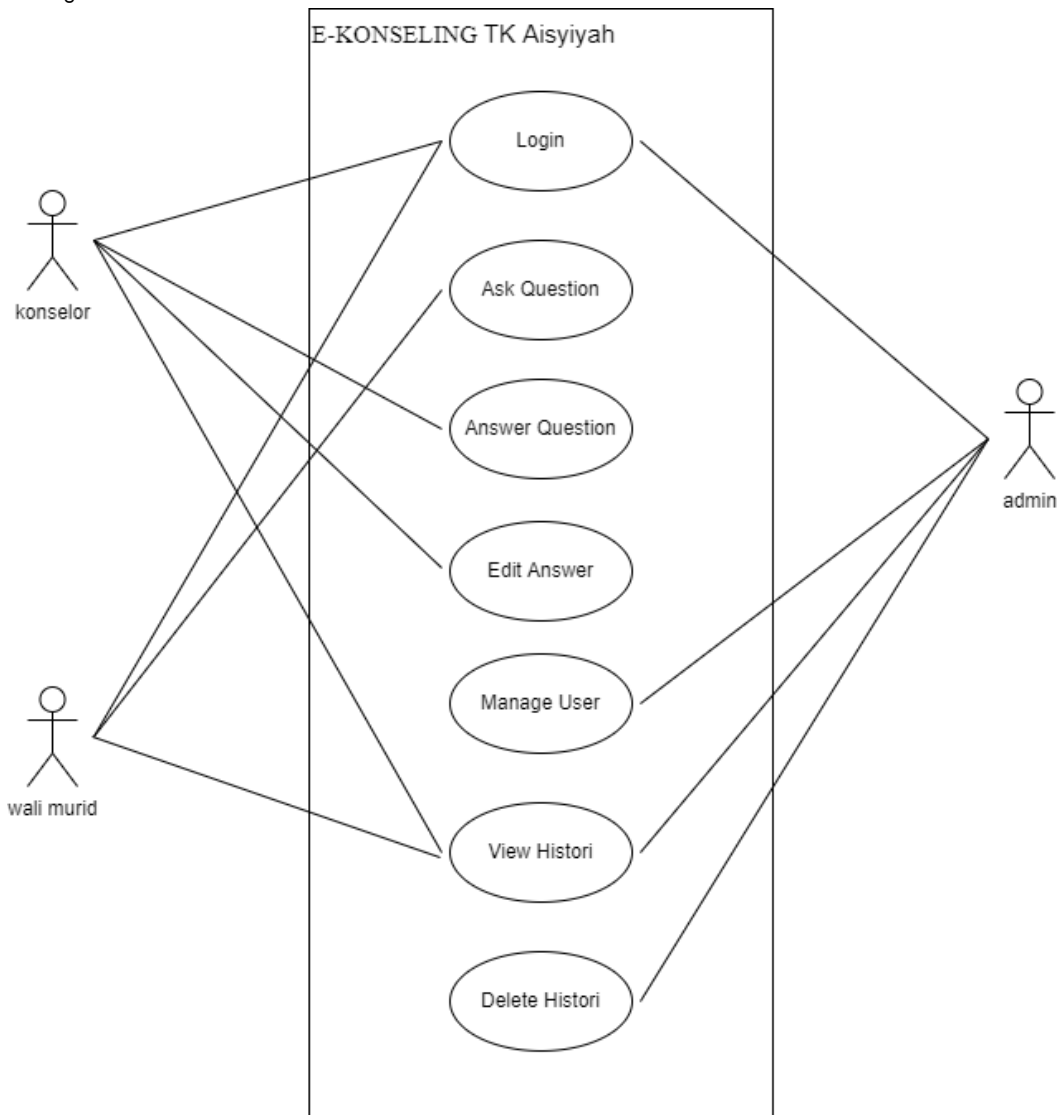 E-KONSELING TK Aisyiyah
Login
konselor
Ask Question
Answer Question
admin
Edit Answer
Manage User
wali murid
View Histori
Delete Histori